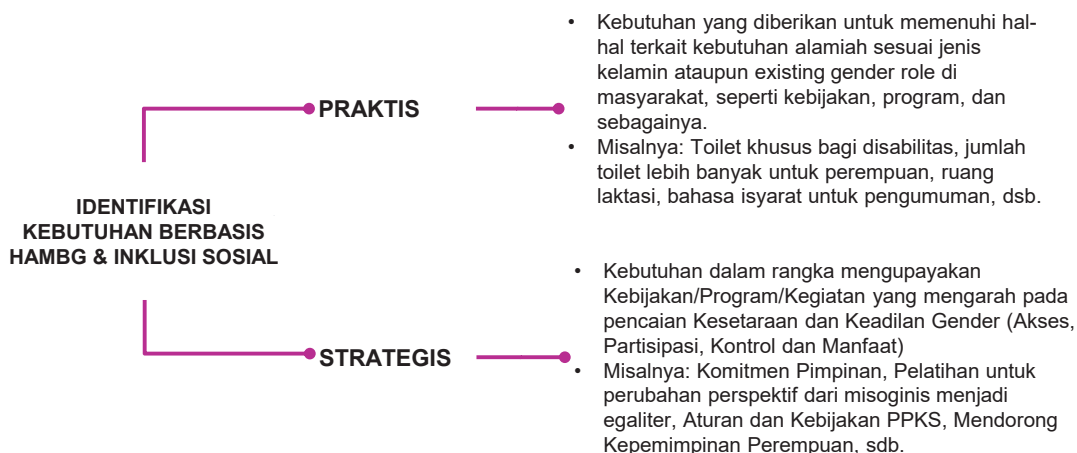 • Kebutuhan yang diberikan untuk memenuhi hal-
hal terkait kebutuhan alamiah sesuai jenis
kelamin ataupun existing gender role di
masyarakat, seperti kebijakan, program, dan
sebagainya.
• Misalnya: Toilet khusus bagi disabilitas, jumlah
toilet lebih banyak untuk perempuan, ruang
laktasi, bahasa isyarat untuk pengumuman, dsb.
PRAKTIS
IDENTIFIKASI
KEBUTUHAN BERBASIS
HAMBG & INKLUSI SOSIAL
STRATEGIS
• Kebutuhan dalam rangka mengupayakan
Kebijakan/Program/Kegiatan yang mengarah pada
pencaian Kesetaraan dan Keadilan Gender (Akses,
Partisipasi, Kontrol dan Manfaat)
• Misalnya: Komitmen Pimpinan, Pelatihan untuk
perubahan perspektif dari misoginis menjadi
egaliter, Aturan dan Kebijakan PPKS, Mendorong
Kepemimpinan Perempuan, sdb.